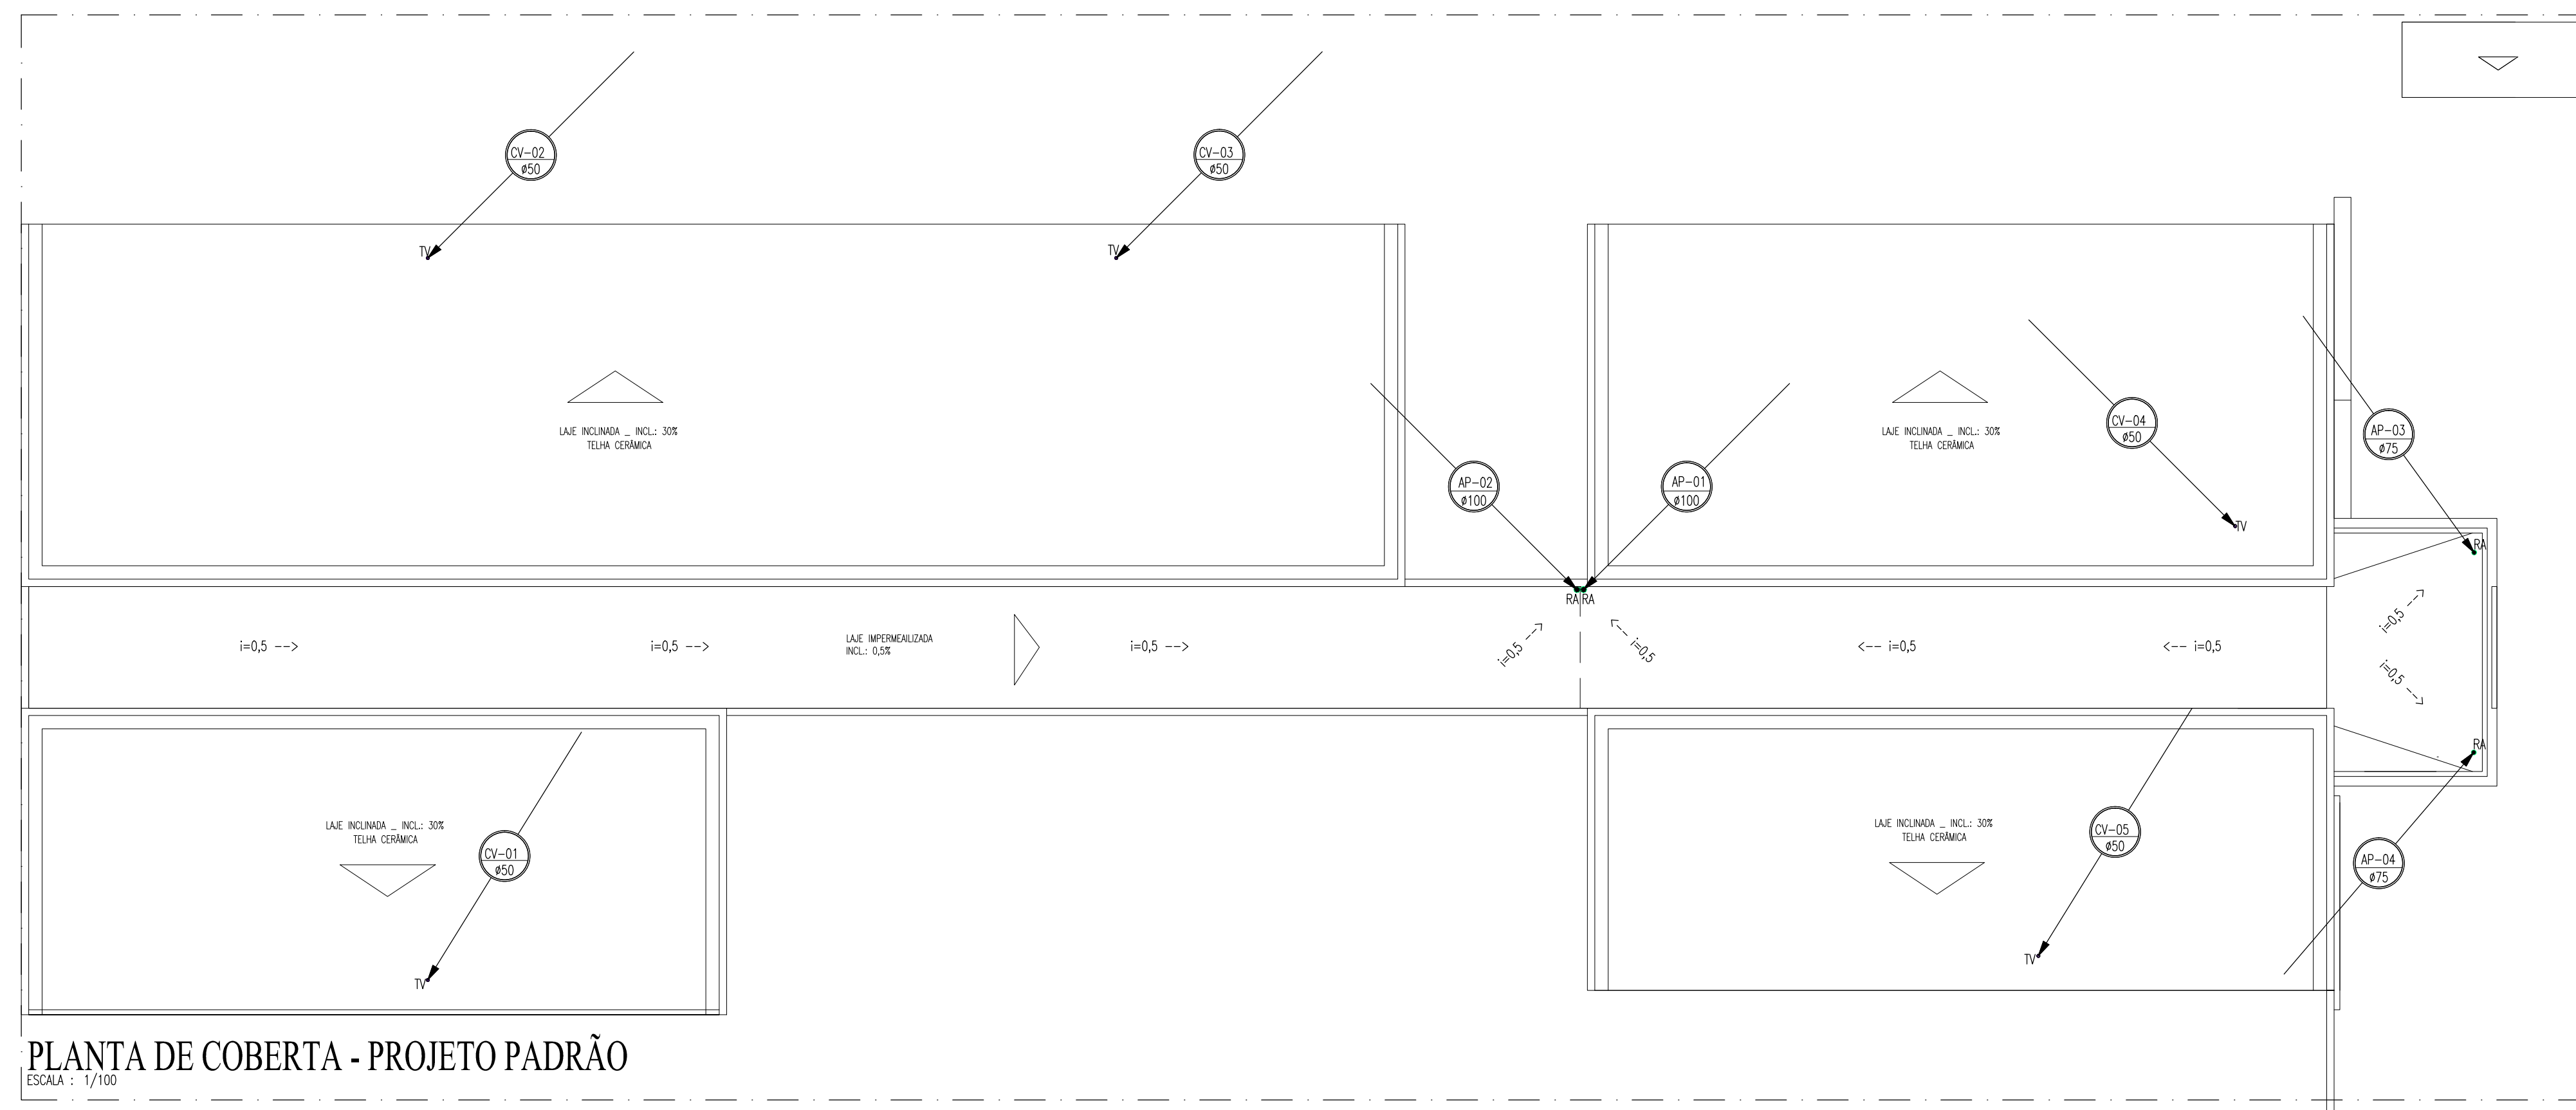 CV-02
ø50
CV-03
ø50
TV
TV
CV-04
ø50
AP-03
ø75
LAJE INCLINADA _ INCL.: 30%
TELHA CERÂMICA
LAJE INCLINADA _ INCL.: 30%
TELHA CERÂMICA
AP-02
ø100
AP-01
ø100
TV
RA
RA
RA
i=0,5 -->
i=0,5 -->
LAJE IMPERMEAILIZADA
INCL.: 0,5%
i=0,5 -->
i=0,5 -->
<-- i=0,5
<-- i=0,5
<-- i=0,5
i=0,5 -->
i=0,5 -->
RA
LAJE INCLINADA _ INCL.: 30%
TELHA CERÂMICA
CV-01
ø50
LAJE INCLINADA _ INCL.: 30%
TELHA CERÂMICA
CV-05
ø50
AP-04
ø75
TV
TV
PLANTA DE COBERTA - PROJETO PADRÃO
ESCALA : 1/100